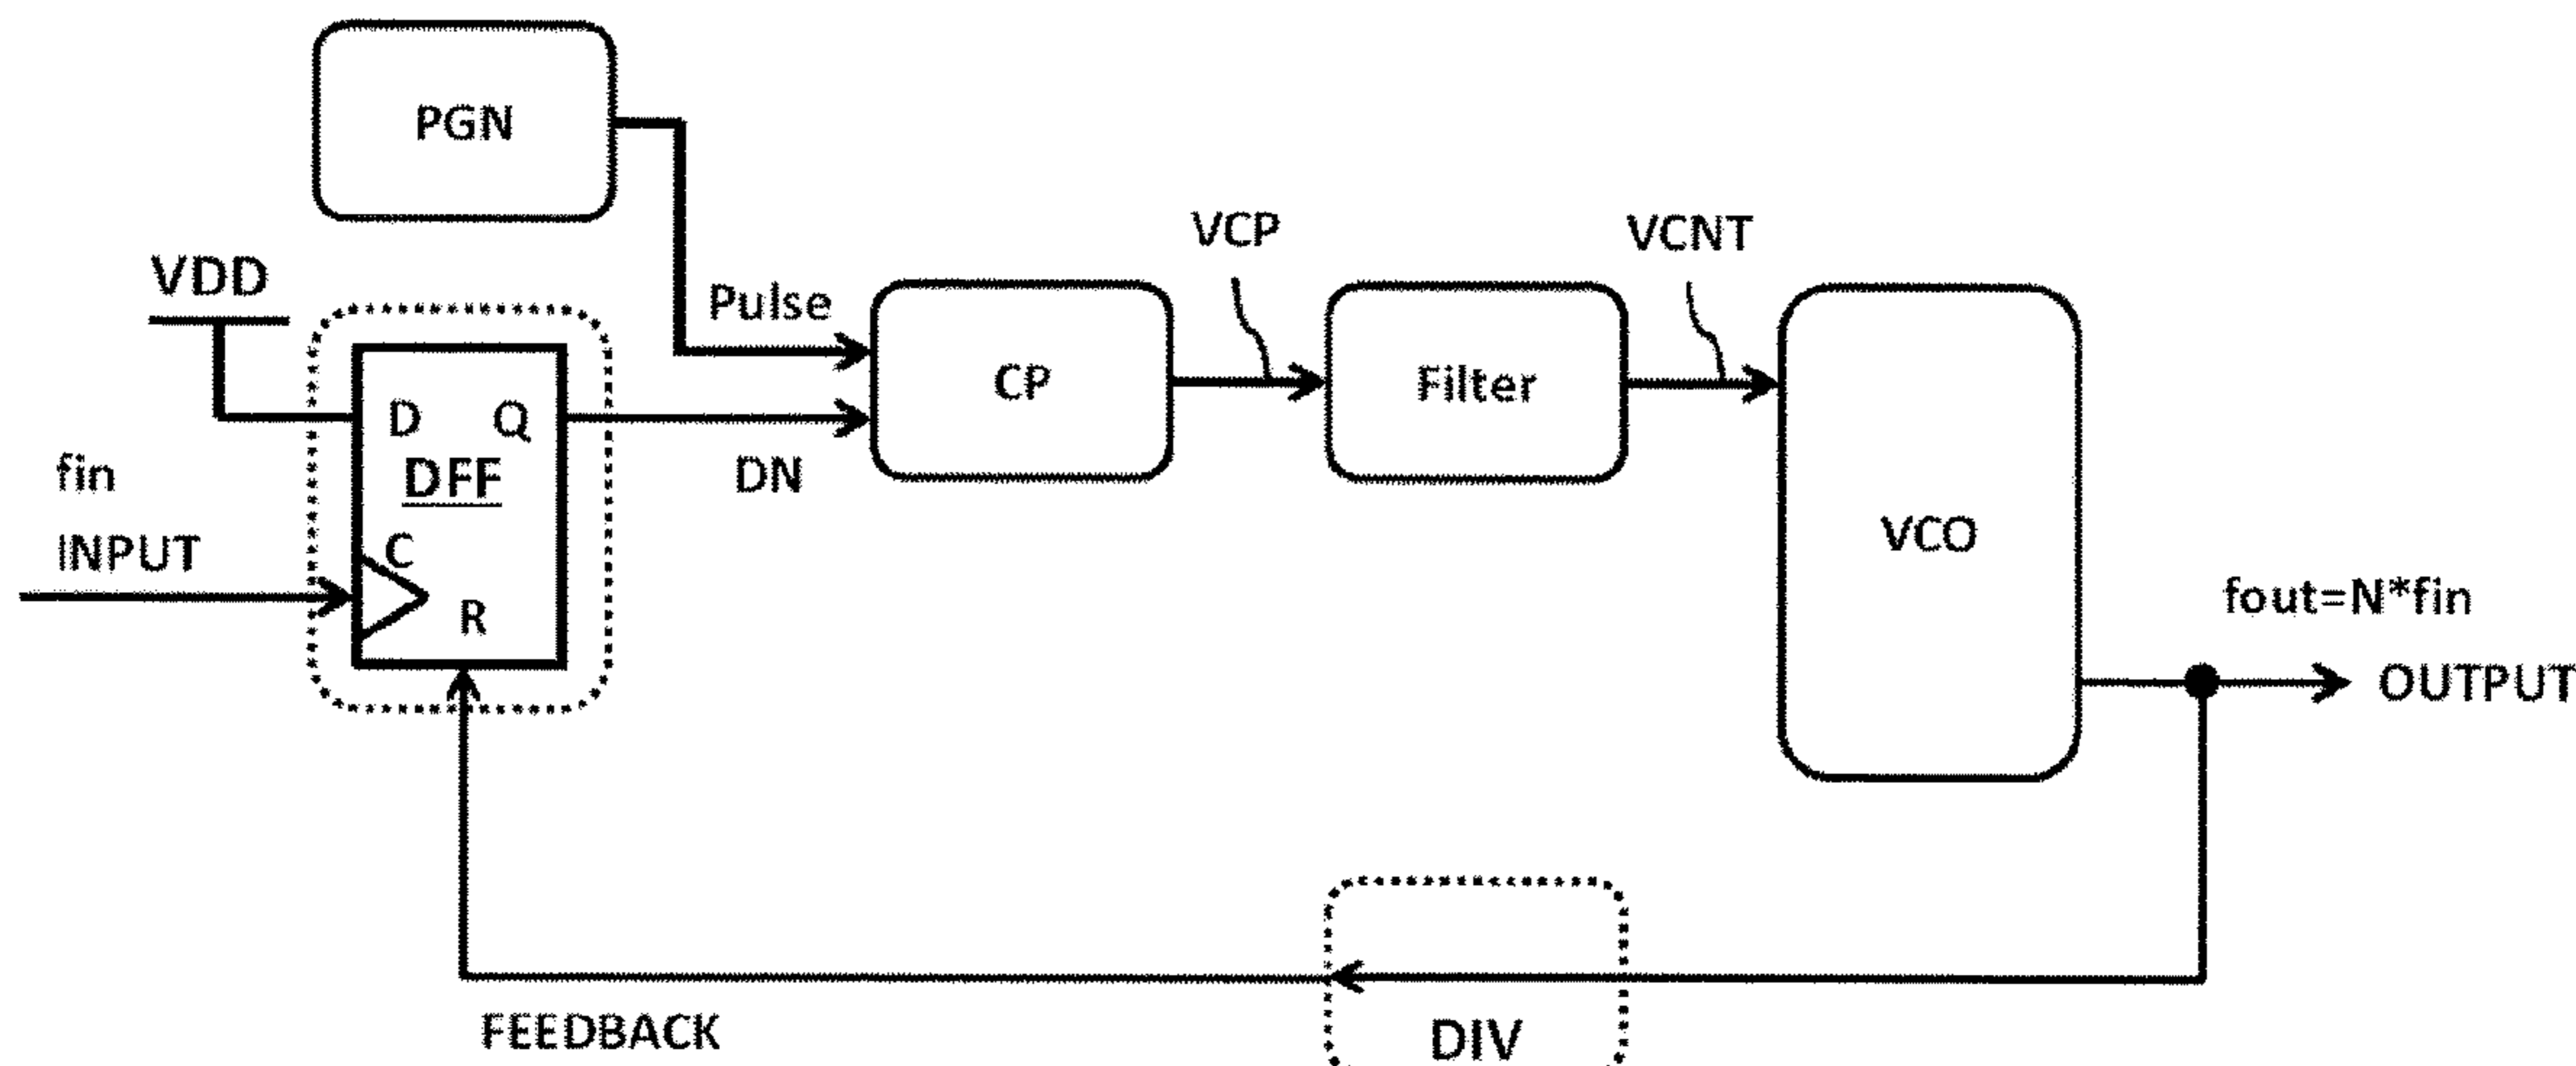 PGN
VDD
Pulse
VCP
VCNT
D Q
DFF
C
R
fin
INPUT
DN
CP
Filter
VCO
fout=N*fin
OUTPUT
FEEDBACK
DIV